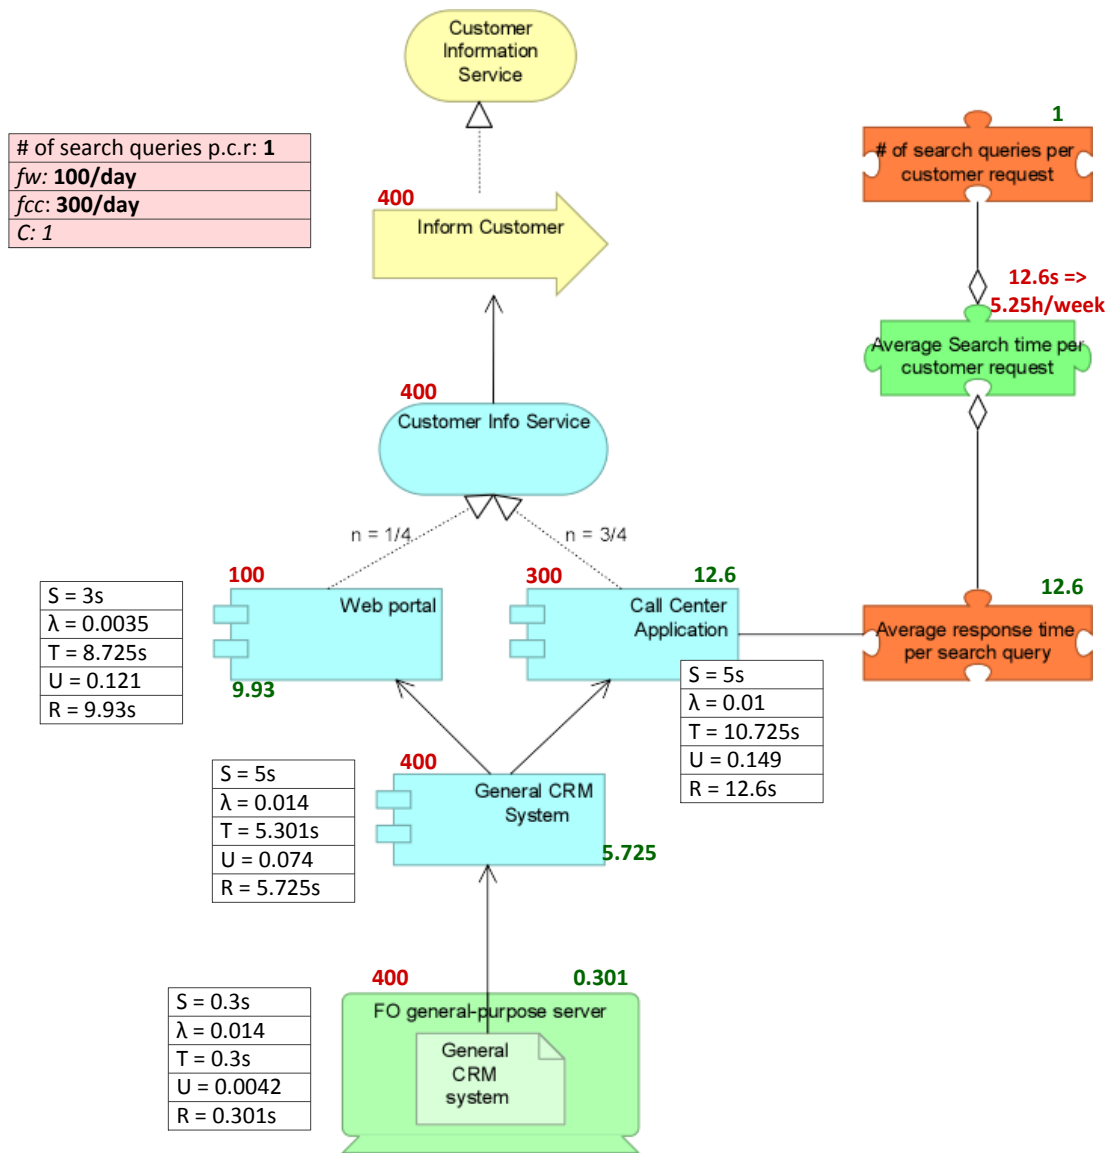 Customer
Information
Service
# of search queries p.c.r: 1
fw: 100/day
fcc: 300/day
C: 1
1
# of search queries per
customer request
400
Inform Customer
12.6s =>
5.25h/week
Average Search time per
customer request
400
Customer Info Service
n = 1/4
n = 3/4
100
Web portal
9.93
S = 3s
λ = 0.0035
T = 8.725s
U = 0.121
R = 9.93s
300
12.6
Call Center
Application
12.6
Average response time
per search query
S = 5s
λ = 0.01
T = 10.725s
U = 0.149
R = 12.6s
400
General CRM
System
5.725
S = 5s
λ = 0.014
T = 5.301s
U = 0.074
R = 5.725s
400
0.301
FO general-purpose server
General
CRM
system
S = 0.3s
λ = 0.014
T = 0.3s
U = 0.0042
R = 0.301s